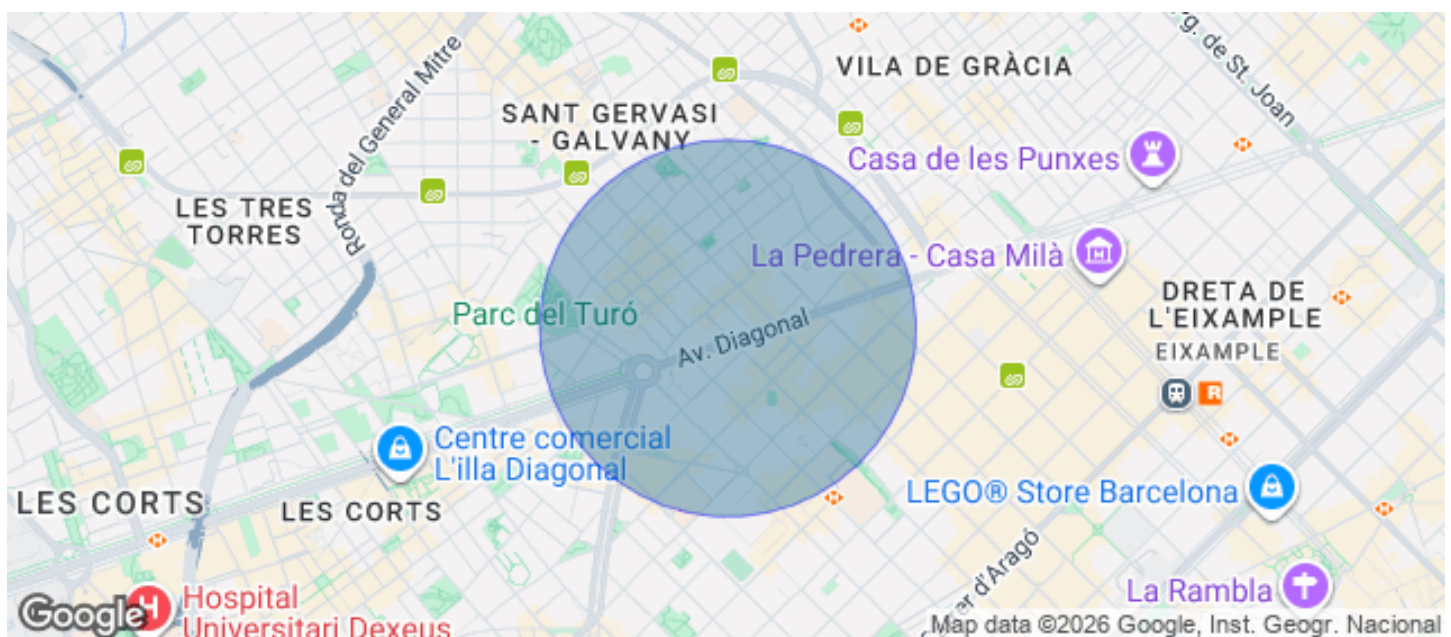 Ronda del General Mitre
VILA DE GRÀCIA
rg. de St. Joan
SANT GERVASI
- GALVANY
Casa de les Punxes
LES TRES
TORRES
La Pedrera - Casa Milà
DRETA DE
L'EIXAMPLE
EIXAMPLE
Parc del Turó
Av. Diagonal
R
Centre comercial
L'illa Diagonal
LES CORTS
LES CORTS
LEGO® Store Barcelona
er d'Aragó
La Rambla
H
Hospital
Universitari Dexeus
Google
Map data ©2026 Google, Inst. Geogr. Nacional